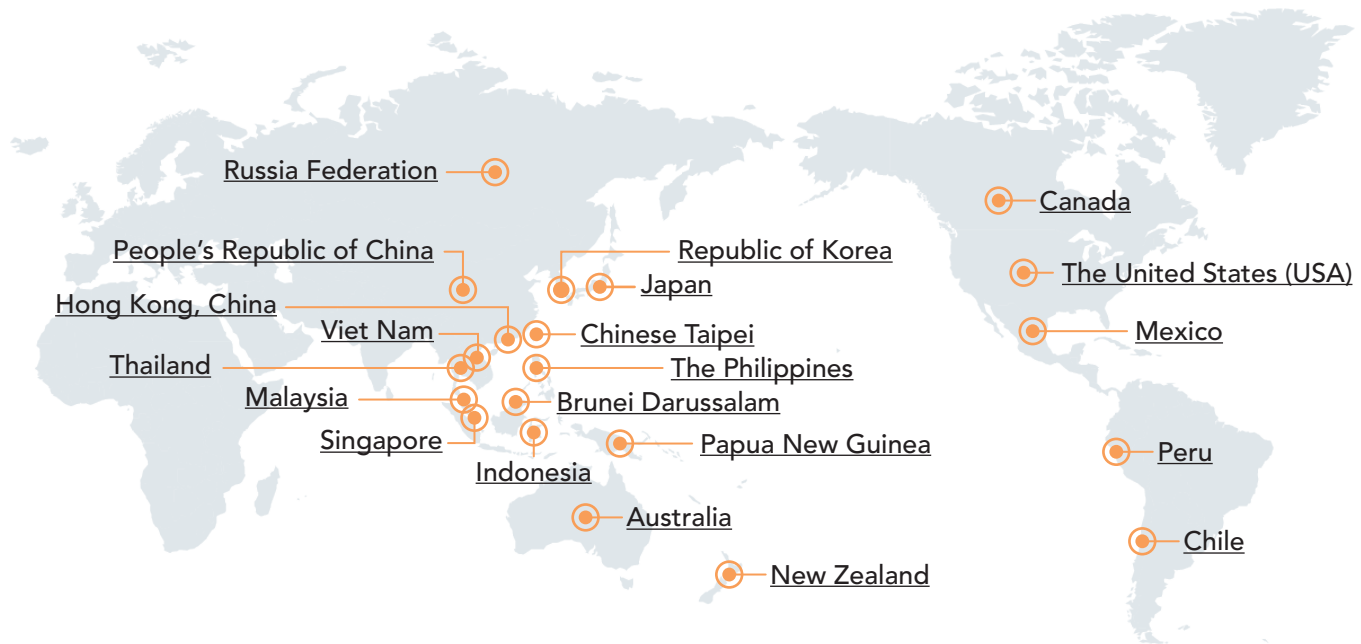 Russia Federation
Canada
People's Republic of China
Republic of Korea
The United States (USA)
Japan
Hong Kong, China
Viet Nam
Chinese Taipei
Mexico
Thailand
The Philippines
Malaysia
Brunei Darussalam
Singapore
Papua New Guinea
Peru
Indonesia
Australia
Chile
New Zealand